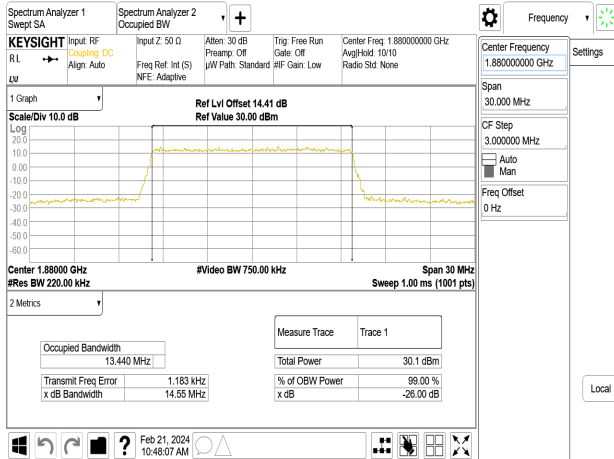 Spectrum Analyzer 1
Swept SA
Spectrum Analyzer 2
Occupied BW
+
Frequency
KEYSIGHT
RL
Input: RF
Coupling: DC
Align: Auto
Input Z: 50 Ω
Freq Ref: Int (S)
NFE: Adaptive
Atten: 30 dB
Preamp: Off
µW Path: Standard
Trig: Free Run
Gate: Off
#IF Gain: Low
Center Freq: 1.880000000 GHz
Avg|Hold: 10/10
Radio Std: None
Center Frequency
1.880000000 GHz
Settings
Span
30.000 MHz
CF Step
3.000000 MHz
Auto
Man
Freq Offset
0 Hz
Local
1 Graph
Scale/Div 10.0 dB
Ref Lvl Offset 14.41 dB
Ref Value 30.00 dBm
Log
20.0
10.0
0.00
-10.0
-20.0
-30.0
-40.0
-50.0
-60.0
Center 1.88000 GHz
#Res BW 220.00 kHz
#Video BW 750.00 kHz
Span 30 MHz
Sweep 1.00 ms (1001 pts)
2 Metrics
Occupied Bandwidth
13.440 MHz
Transmit Freq Error 1.183 kHz
x dB Bandwidth 14.55 MHz
Measure Trace Trace 1
Total Power 30.1 dBm
% of OBW Power 99.00 %
x dB -26.00 dB
?
Feb 21, 2024
10:48:07 AM